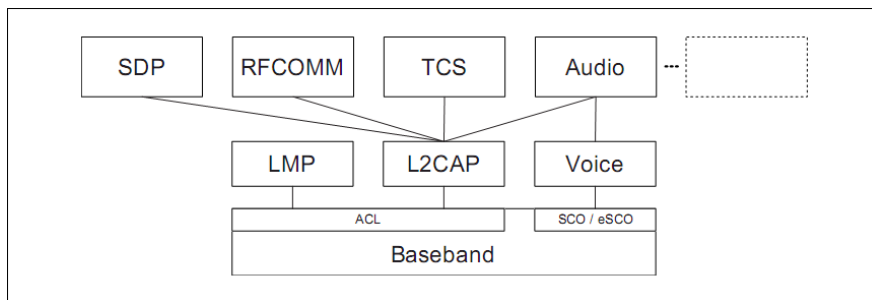 SDP
RFCOMM
TCS
Audio
---
LMP
L2CAP
Voice
ACL
SCO / eSCO
Baseband